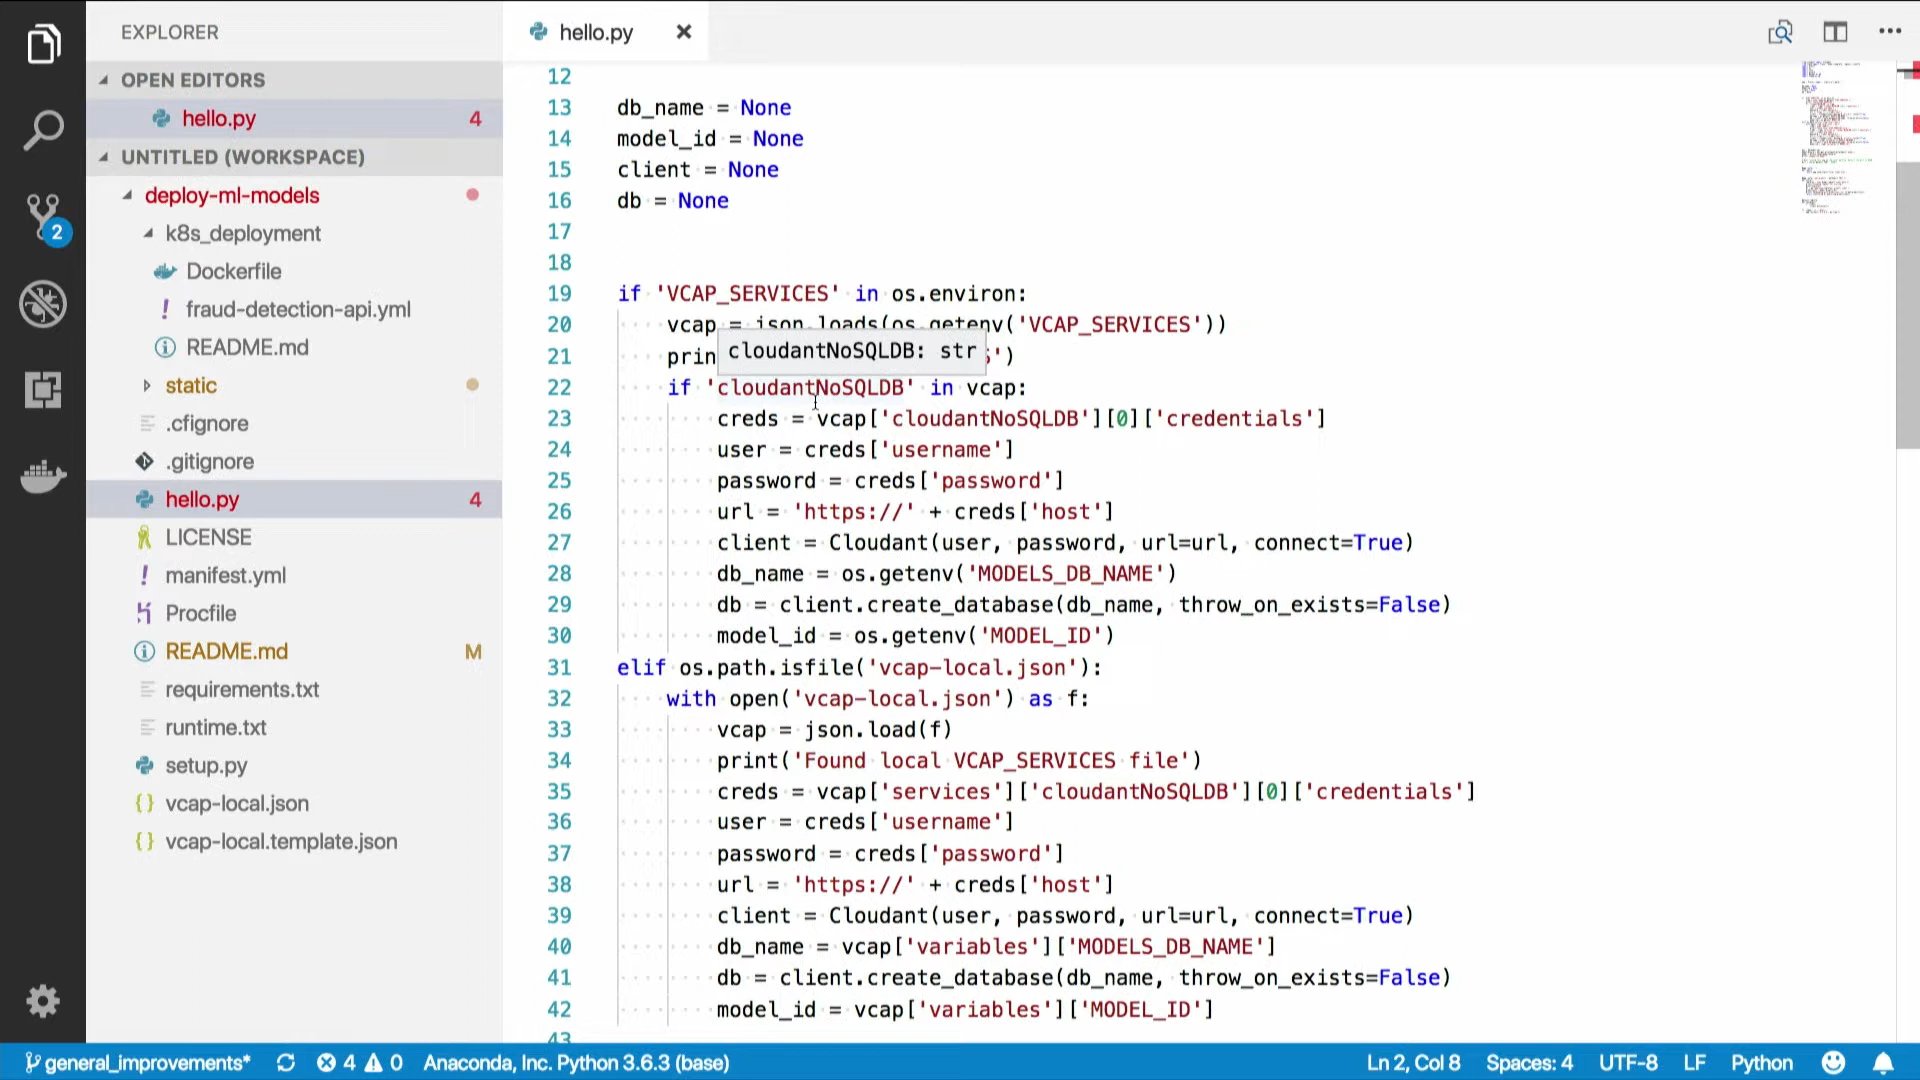 EXPLORER
OPEN EDITORS
hello.py 4
UNTITLED (WORKSPACE)
deploy-ml-models
k8s_deployment
Dockerfile
! fraud-detection-api.yml
README.md
static
.cfignore
.gitignore
hello.py 4
LICENSE
! manifest.yml
Procfile
README.md M
requirements.txt
runtime.txt
setup.py
{} vcap-local.json
{} vcap-local.template.json
2
hello.py
12
13 db_name = None
14 model_id = None
15 client = None
16 db = None
17
18
19 if 'VCAP_SERVICES' in os.environ:
20 vcap = json.loads(os.getenv('VCAP_SERVICES'))
cloudantNoSQLDB: str
21 prin ')
22 if 'cloudantNoSQLDB' in vcap:
23 creds = vcap['cloudantNoSQLDB'][0]['credentials']
24 user = creds['username']
25 password = creds['password']
26 url = 'https://' + creds['host']
27 client = Cloudant(user, password, url=url, connect=True)
28 db_name = os.getenv('MODELS_DB_NAME')
29 db = client.create_database(db_name, throw_on_exists=False)
30 model_id = os.getenv('MODEL_ID')
31 elif os.path.isfile('vcap-local.json'):
32 with open('vcap-local.json') as f:
33 vcap = json.load(f)
34 print('Found local VCAP_SERVICES file')
35 creds = vcap['services']['cloudantNoSQLDB'][0]['credentials']
36 user = creds['username']
37 password = creds['password']
38 url = 'https://' + creds['host']
39 client = Cloudant(user, password, url=url, connect=True)
40 db_name = vcap['variables']['MODELS_DB_NAME']
41 db = client.create_database(db_name, throw_on_exists=False)
42 model_id = vcap['variables']['MODEL_ID']
43
general_improvements* 4 0 Anaconda, Inc. Python 3.6.3 (base) Ln 2, Col 8 Spaces: 4 UTF-8 LF Python